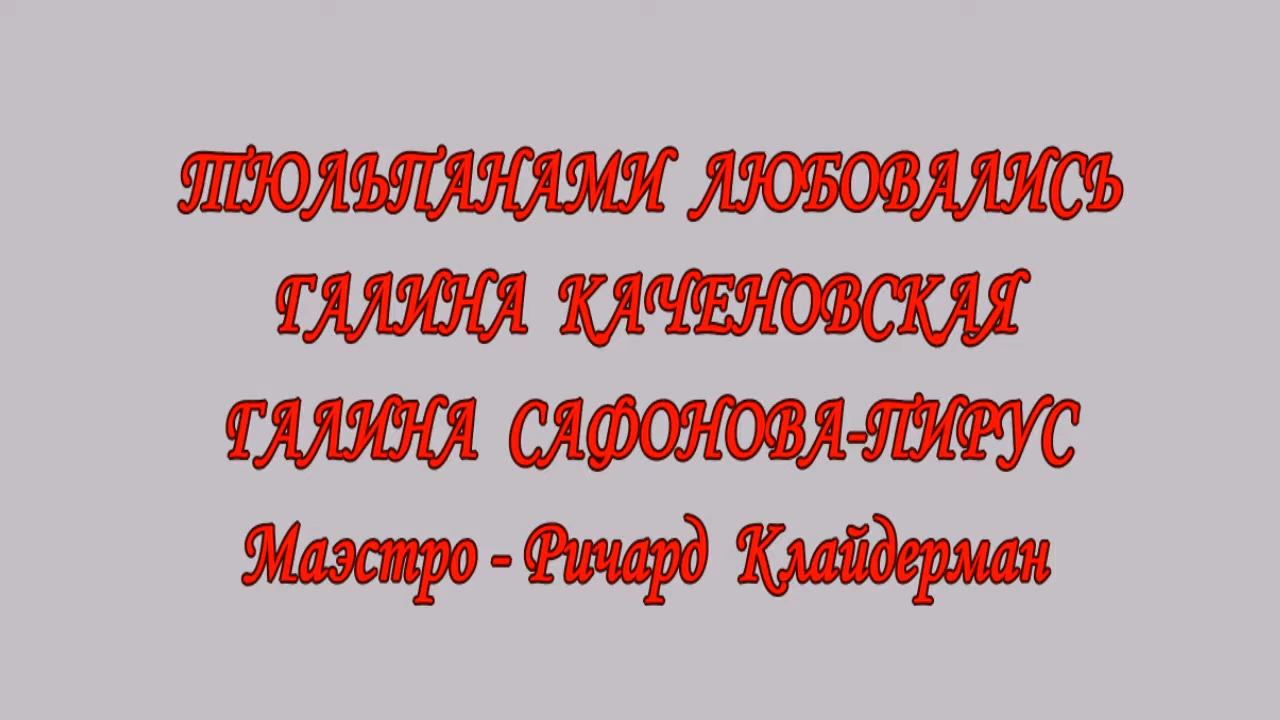 ТЮЛЬПАНАМИ ЛЮБОВАЛИСЬ
ГАЛИНА КАЧЕНОВСКАЯ
ГАЛИНА САФОНОВА-ПИРУС
Маэстро - Ричард Клайдерман